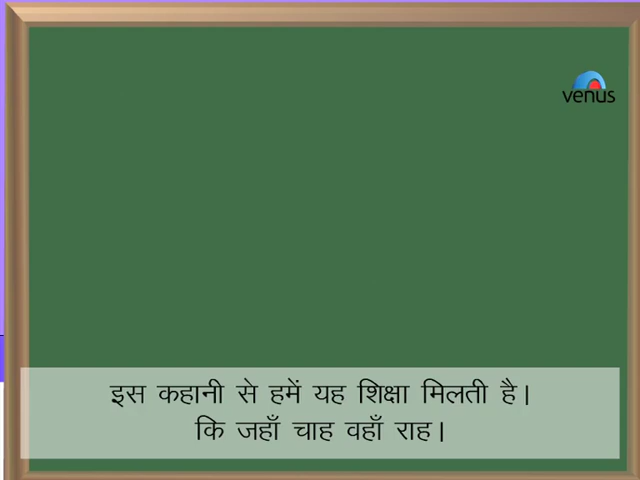 venus
इस कहानी से हमें यह शिक्षा मिलती है।
कि जहाँ चाह वहाँ राह।